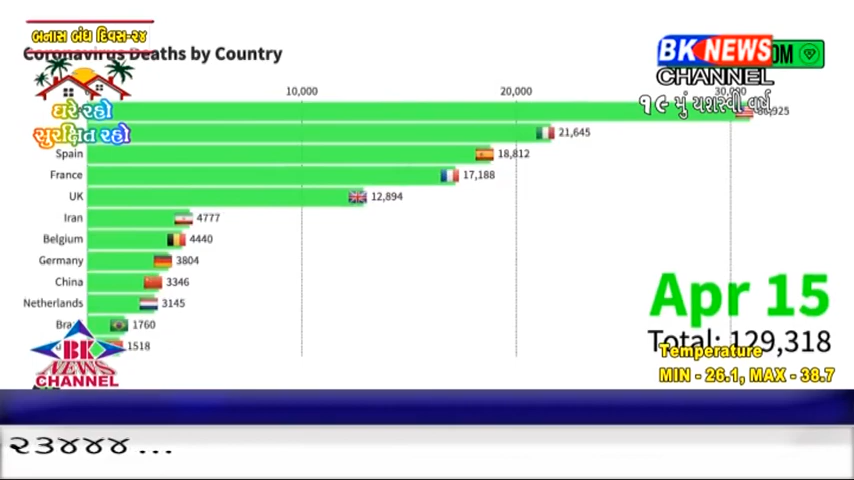 બનાસ બંધ દિવસ-૨૪
Coronavirus Deaths by Country
BK NEWS
CHANNEL
૧૯ મું યશસ્વી વર્ષ
OM
10,000
20,000
30,000
ઘરે રહો
સુરક્ષિત રહો
21,645
Spain 18,812
France 17,188
UK 12,894
Iran 4777
Belgium 4440
Germany 3804
China 3346
Netherlands 3145
1760
1518
Apr 15
Total: 129,318
Temperature
MIN - 26.1, MAX - 38.7
BK
NEWS
CHANNEL
૨૩૪૪૪...